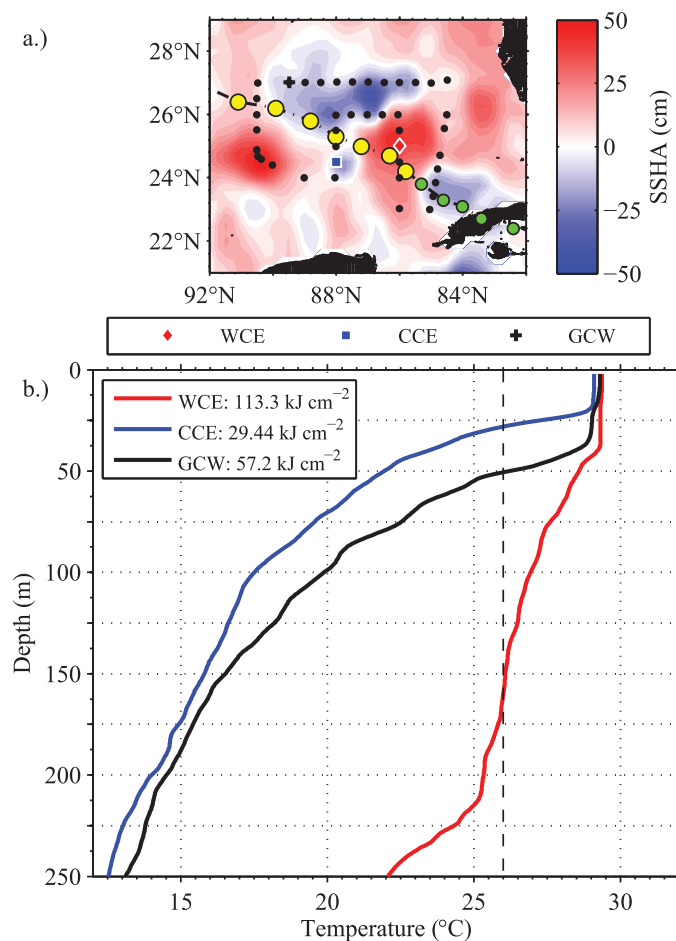 a.)
28°N
26°N
24°N
22°N
92°N 88°N 84°N
50
25
0
−25
−50
SSHA (cm)
WCE CCE GCW
b.)
WCE: 113.3 kJ cm−2
CCE: 29.44 kJ cm−2
GCW: 57.2 kJ cm−2
0
50
100
150
200
250
Depth (m)
15 20 25 30
Temperature (°C)